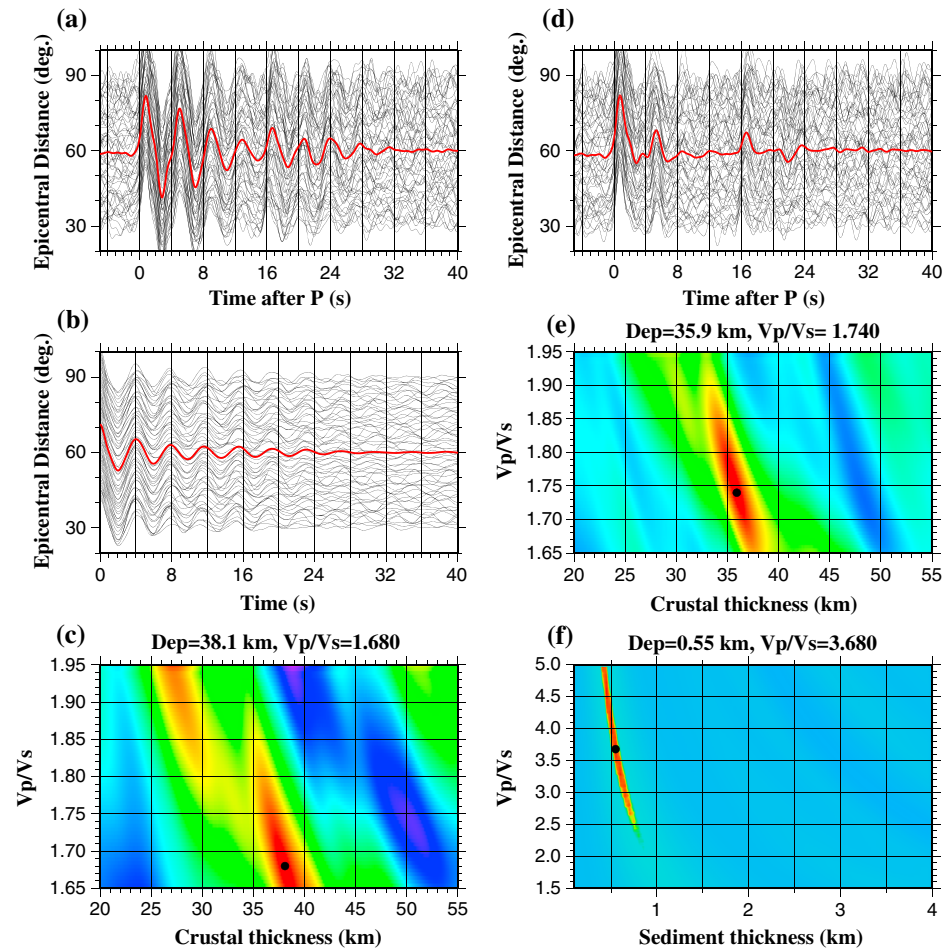 (a)
Epicentral Distance (deg.)
90
60
30
0 8 16 24 32 40
Time after P (s)
(d)
Epicentral Distance (deg.)
90
60
30
0 8 16 24 32 40
Time after P (s)
(b)
Epicentral Distance (deg.)
90
60
30
0 4 8 12 16 20 24 28 32 36 40
Time (s)
(e)
Dep=35.9 km, Vp/Vs= 1.740
Vp/Vs
1.95
1.90
1.85
1.80
1.75
1.70
1.65
20 25 30 35 40 45 50 55
Crustal thickness (km)
(c)
Dep=38.1 km, Vp/Vs=1.680
Vp/Vs
1.95
1.90
1.85
1.80
1.75
1.70
1.65
20 25 30 35 40 45 50 55
Crustal thickness (km)
(f)
Dep=0.55 km, Vp/Vs=3.680
Vp/Vs
5.0
4.5
4.0
3.5
3.0
2.5
2.0
1.5
1 2 3 4
Sediment thickness (km)